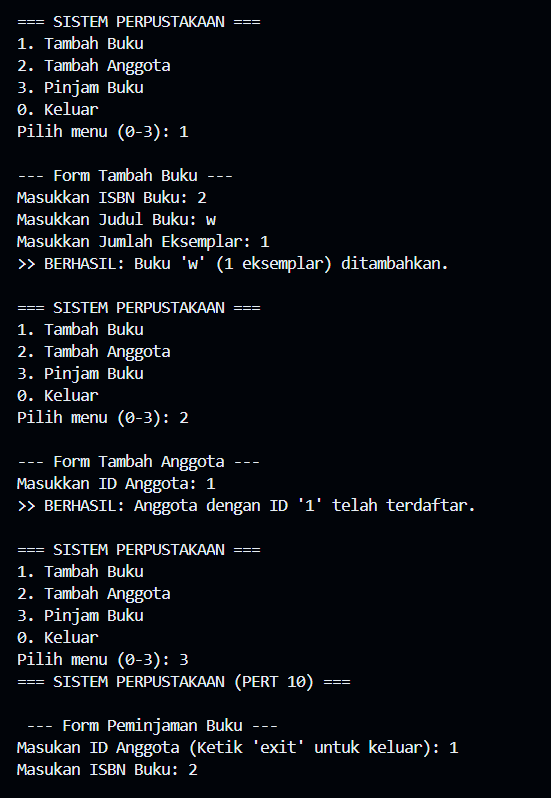 === SISTEM PERPUSTAKAAN ===
1. Tambah Buku
2. Tambah Anggota
3. Pinjam Buku
0. Keluar
Pilih menu (0-3): 1
--- Form Tambah Buku ---
Masukkan ISBN Buku: 2
Masukkan Judul Buku: w
Masukkan Jumlah Eksemplar: 1
>> BERHASIL: Buku 'w' (1 eksemplar) ditambahkan.
=== SISTEM PERPUSTAKAAN ===
1. Tambah Buku
2. Tambah Anggota
3. Pinjam Buku
0. Keluar
Pilih menu (0-3): 2
--- Form Tambah Anggota ---
Masukkan ID Anggota: 1
>> BERHASIL: Anggota dengan ID '1' telah terdaftar.
=== SISTEM PERPUSTAKAAN ===
1. Tambah Buku
2. Tambah Anggota
3. Pinjam Buku
0. Keluar
Pilih menu (0-3): 3
=== SISTEM PERPUSTAKAAN (PERT 10) ===
--- Form Peminjaman Buku ---
Masukan ID Anggota (Ketik 'exit' untuk keluar): 1
Masukan ISBN Buku: 2